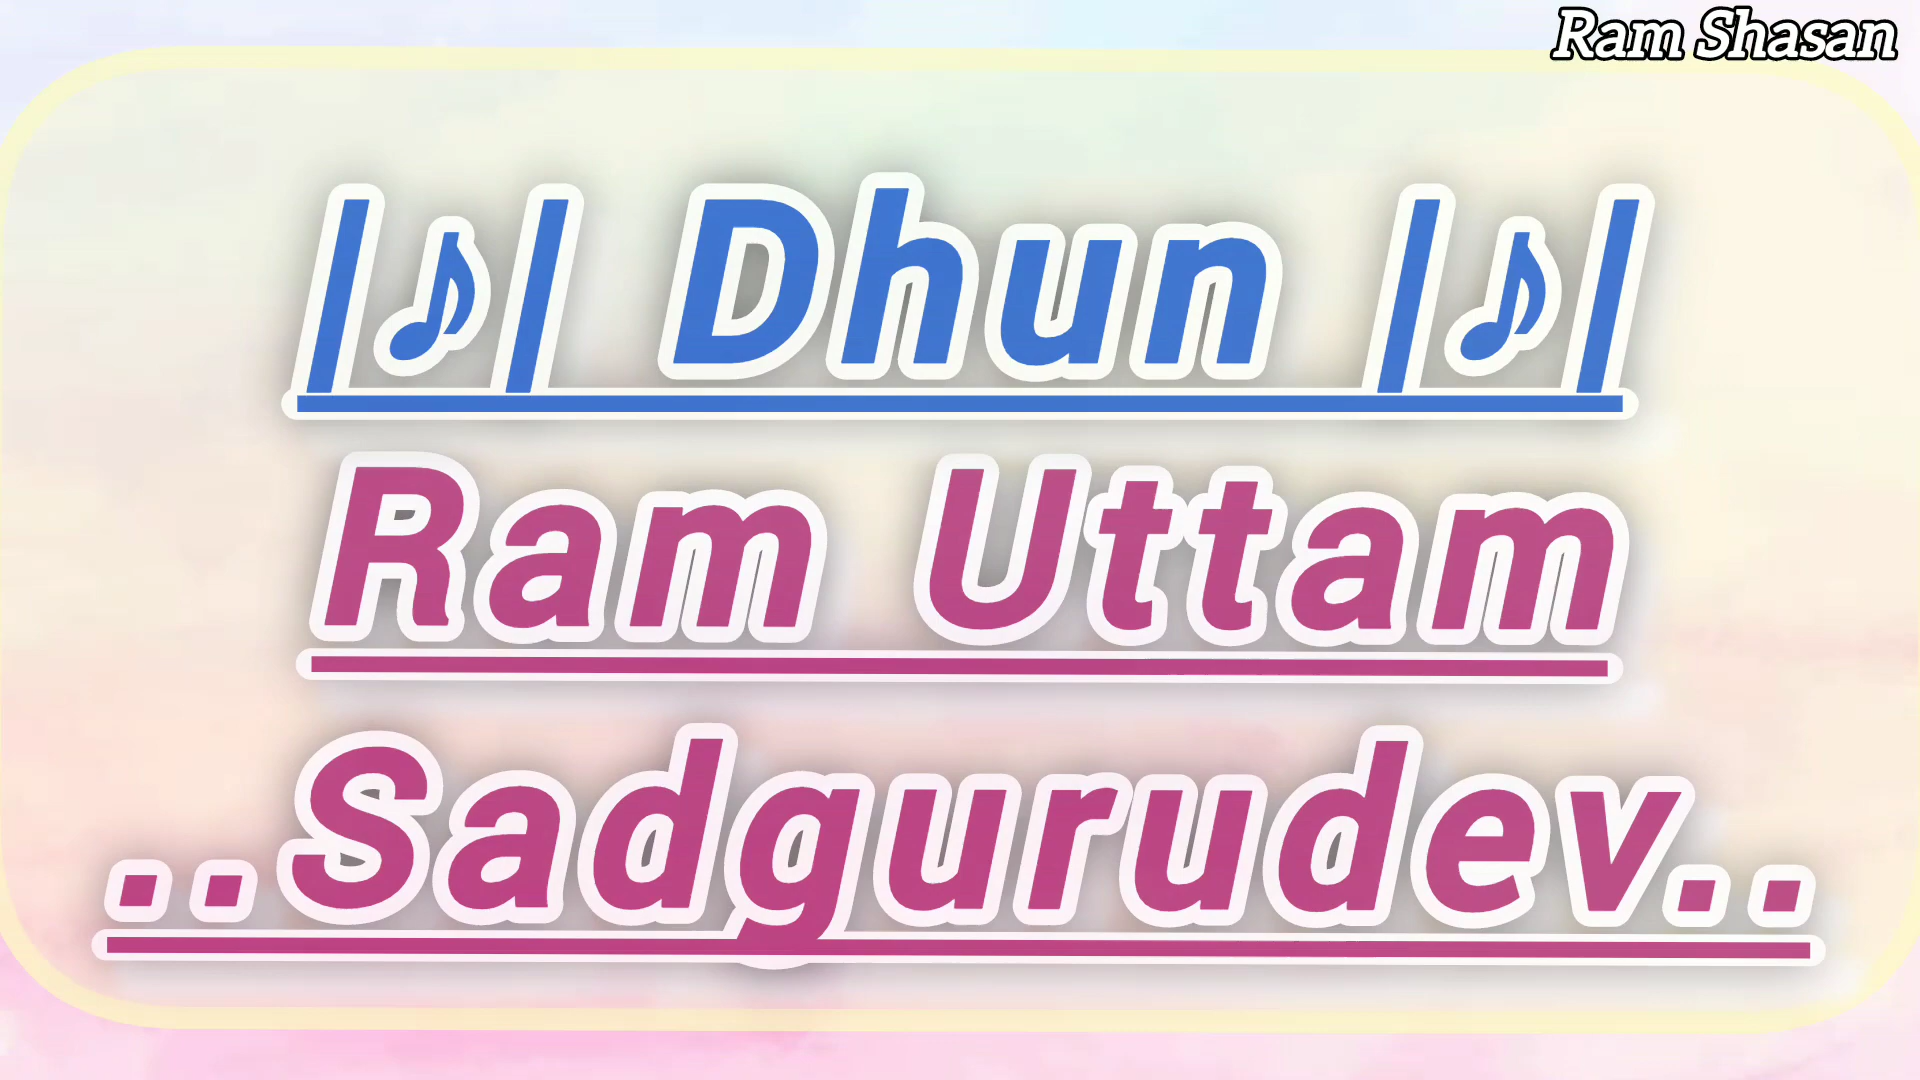 Ram Shasan
|♪| Dhun |♪|
Ram Uttam
..Sadgurudev..